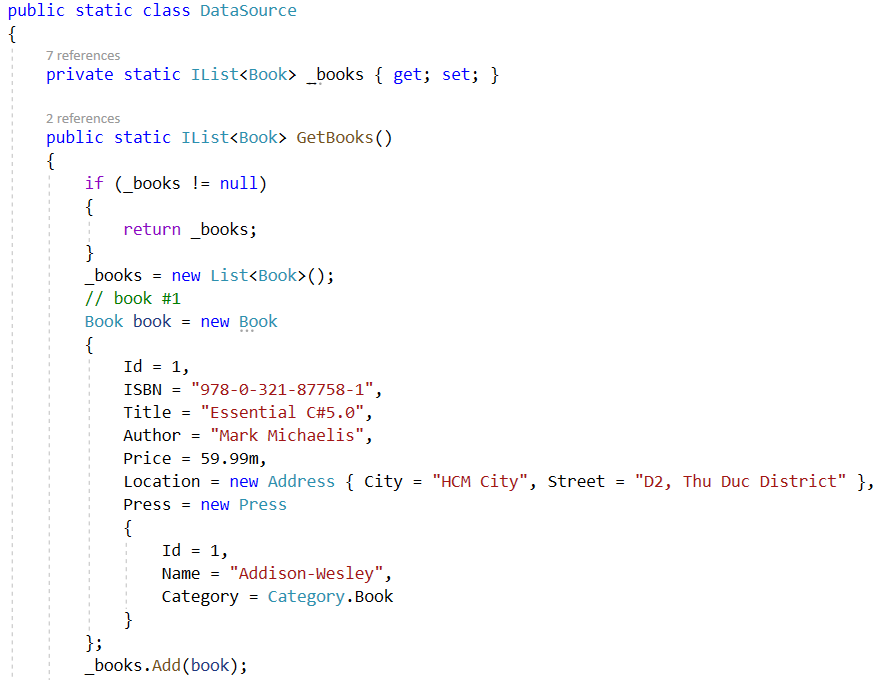 public static class DataSource
{
7 references
private static IList<Book> _books { get; set; }
2 references
public static IList<Book> GetBooks()
{
if (_books != null)
{
return _books;
}
_books = new List<Book>();
// book #1
Book book = new Book
{
Id = 1,
ISBN = "978-0-321-87758-1",
Title = "Essential C#5.0",
Author = "Mark Michaelis",
Price = 59.99m,
Location = new Address { City = "HCM City", Street = "D2, Thu Duc District" },
Press = new Press
{
Id = 1,
Name = "Addison-Wesley",
Category = Category.Book
}
};
_books.Add(book);